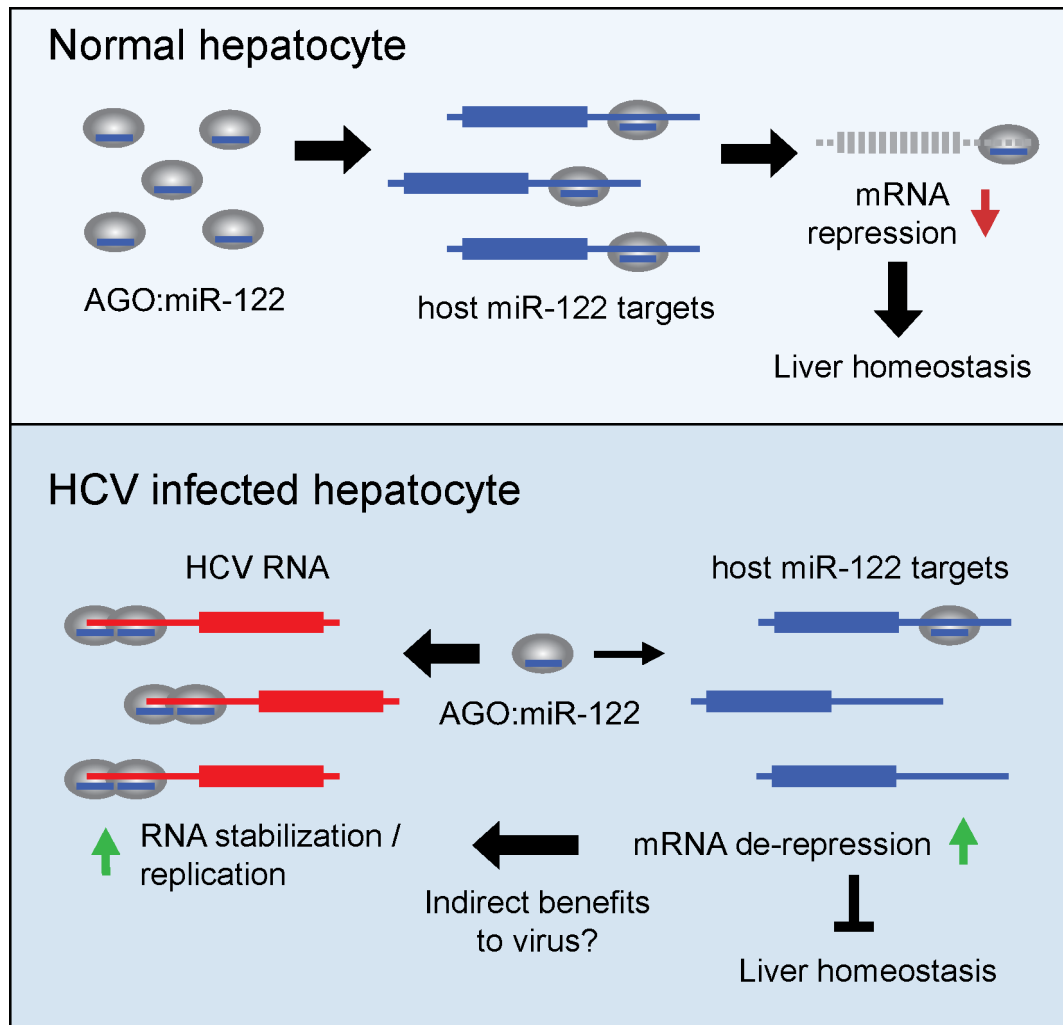 Normal hepatocyte
AGO:miR-122
host miR-122 targets
mRNA
repression
Liver homeostasis
HCV infected hepatocyte
HCV RNA
host miR-122 targets
AGO:miR-122
RNA stabilization /
replication
mRNA de-repression
Indirect benefits
to virus?
Liver homeostasis